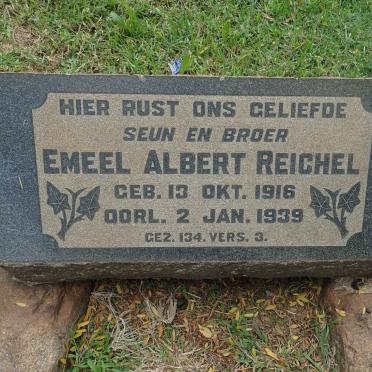 HIER RUST ONS GELIEFDE
SEUN EN BROER
EMEEL ALBERT REICHEL
GEB. 13 OKT. 1916
OORL. 2 JAN. 1939
GEZ. 134. VERS. 3.